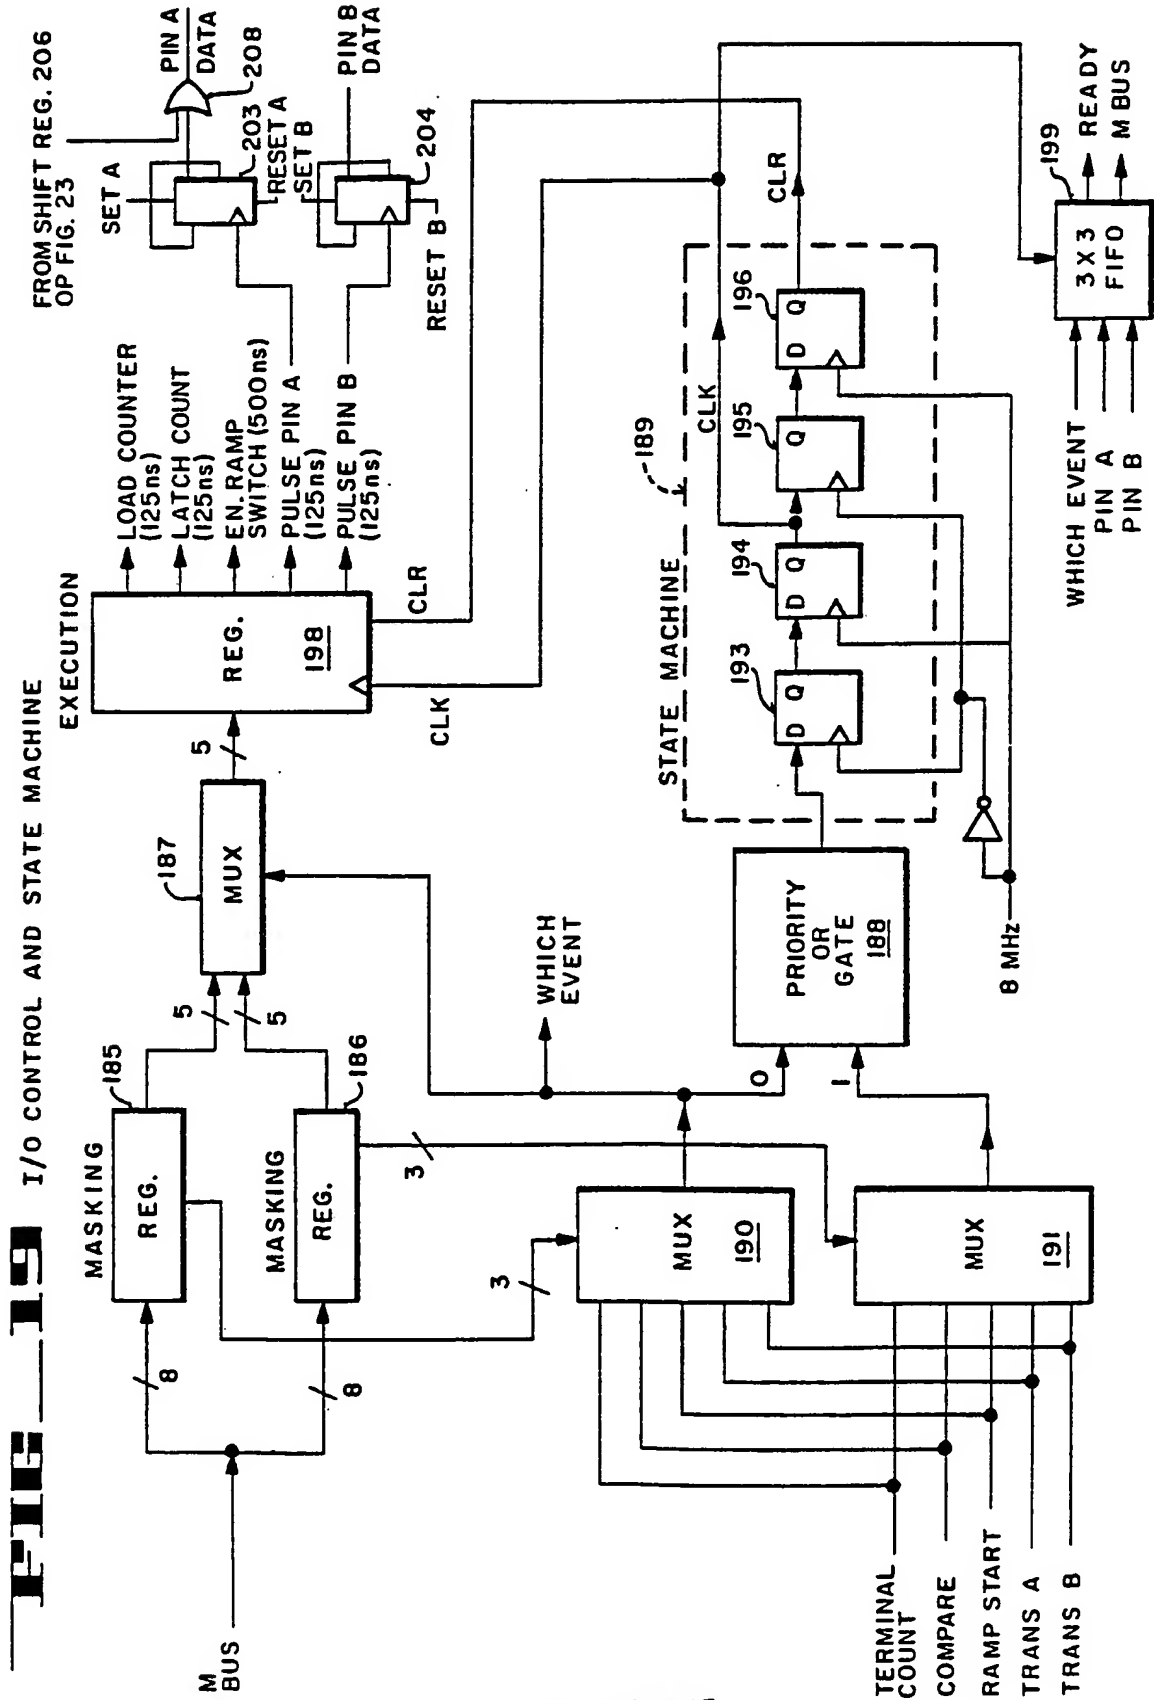 FIG 19
I/O CONTROL AND STATE MACHINE
M
BUS
8
8
MASKING
REG.
185
MASKING
REG.
186
5
5
3
3
MUX
187
5
EXECUTION
REG.
198
CLK
CLR
LOAD COUNTER
(125ns)
LATCH COUNT
(125ns)
EN. RAMP
SWITCH (500ns)
PULSE PIN A
(125ns)
PULSE PIN B
(125ns)
FROM SHIFT REG. 206
OP FIG. 23
SET A
203
RESET A
208
PIN A
DATA
SET B
204
RESET B
PIN B
DATA
WHICH
EVENT
TERMINAL
COUNT
COMPARE
RAMP START
TRANS A
TRANS B
MUX
190
MUX
191
0
1
PRIORITY
OR
GATE
188
8 MHz
STATE MACHINE
189
193
D Q
194
D Q
195
Q
196
D Q
CLK
CLR
WHICH EVENT
PIN A
PIN B
3 X 3
FIFO
199
READY
M BUS